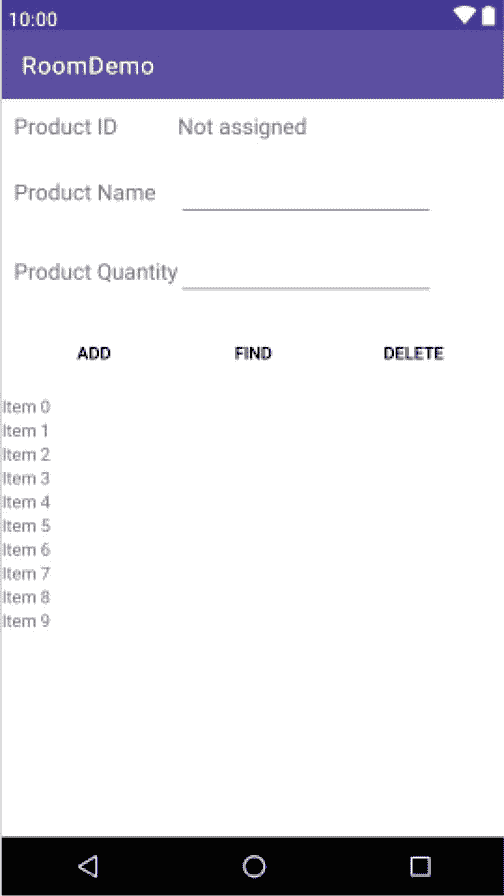 10:00
RoomDemo
Product ID Not assigned
Product Name
Product Quantity
ADD FIND DELETE
Item 0
Item 1
Item 2
Item 3
Item 4
Item 5
Item 6
Item 7
Item 8
Item 9